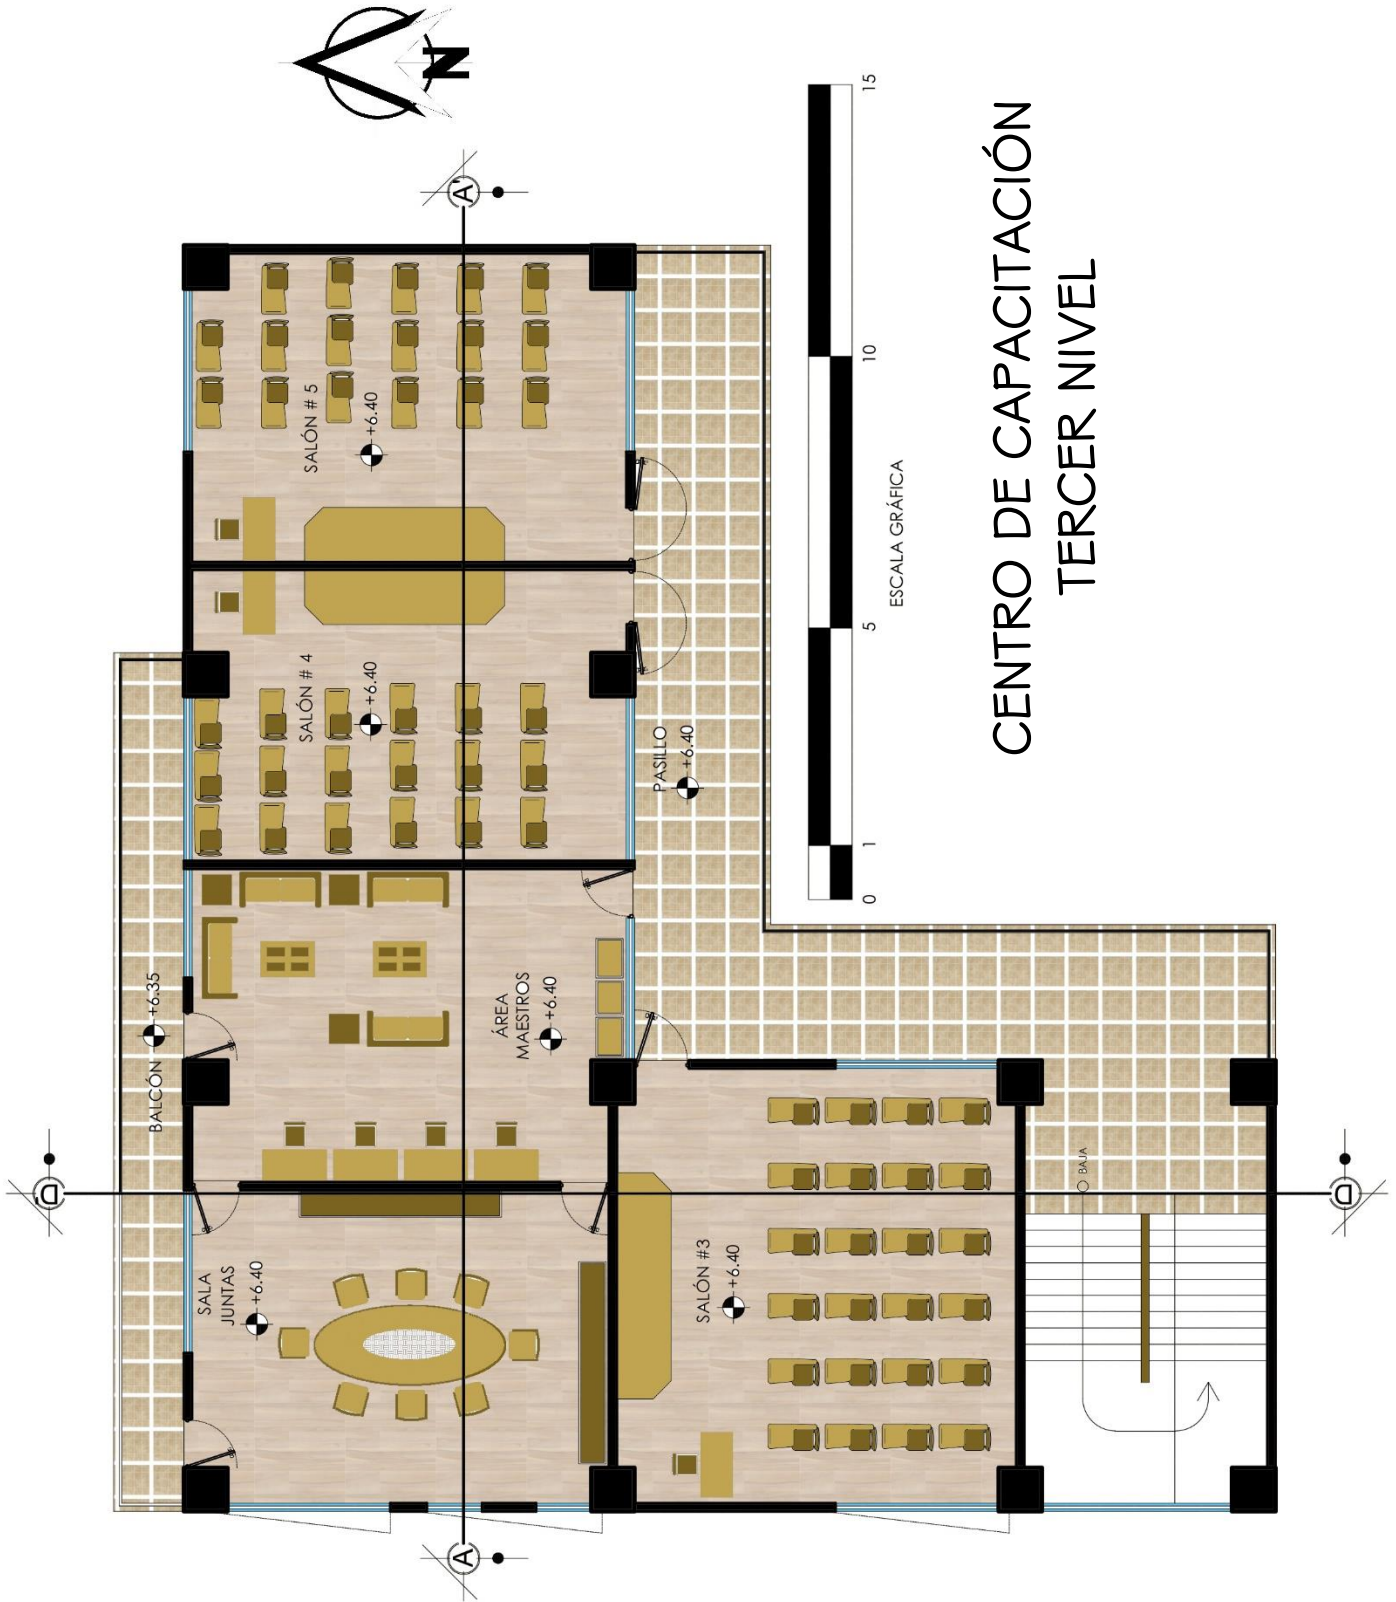 N
A'
SALÓN # 5
+6.40
SALÓN # 4
+6.40
PASILLO
+6.40
BALCÓN
+6.35
ÁREA
MAESTROS
+6.40
SALA
JUNTAS
+6.40
SALÓN #3
+6.40
BAJA
D'
D
A
0
1
5
10
15
ESCALA GRÁFICA
CENTRO DE CAPACITACIÓN
TERCER NIVEL